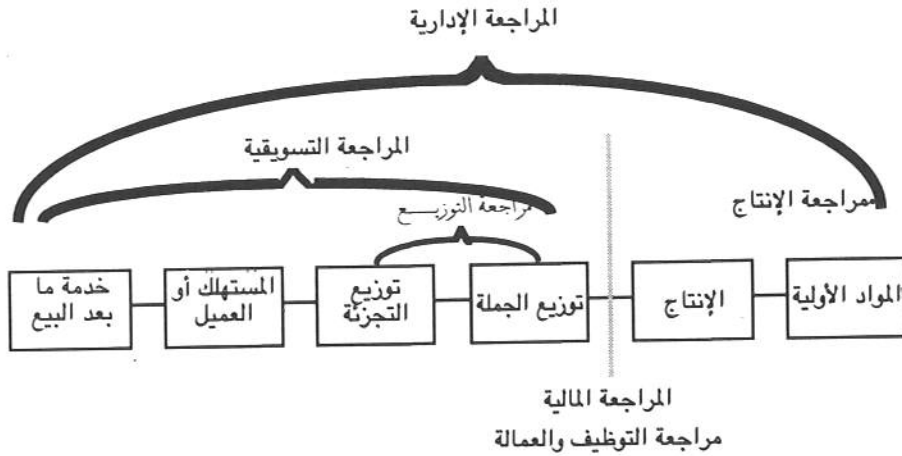 المراجعة الإدارية
المراجعة التسويقية
مراجعة الإنتاج
مراجعة التوزيـــع
المواد الأولية
الإنتاج
توزيع الجملة
توزيع
التجزئة
المستهلك أو
العميل
خدمة ما
بعد البيع
المراجعة المالية
مراجعة التوظيف والعمالة